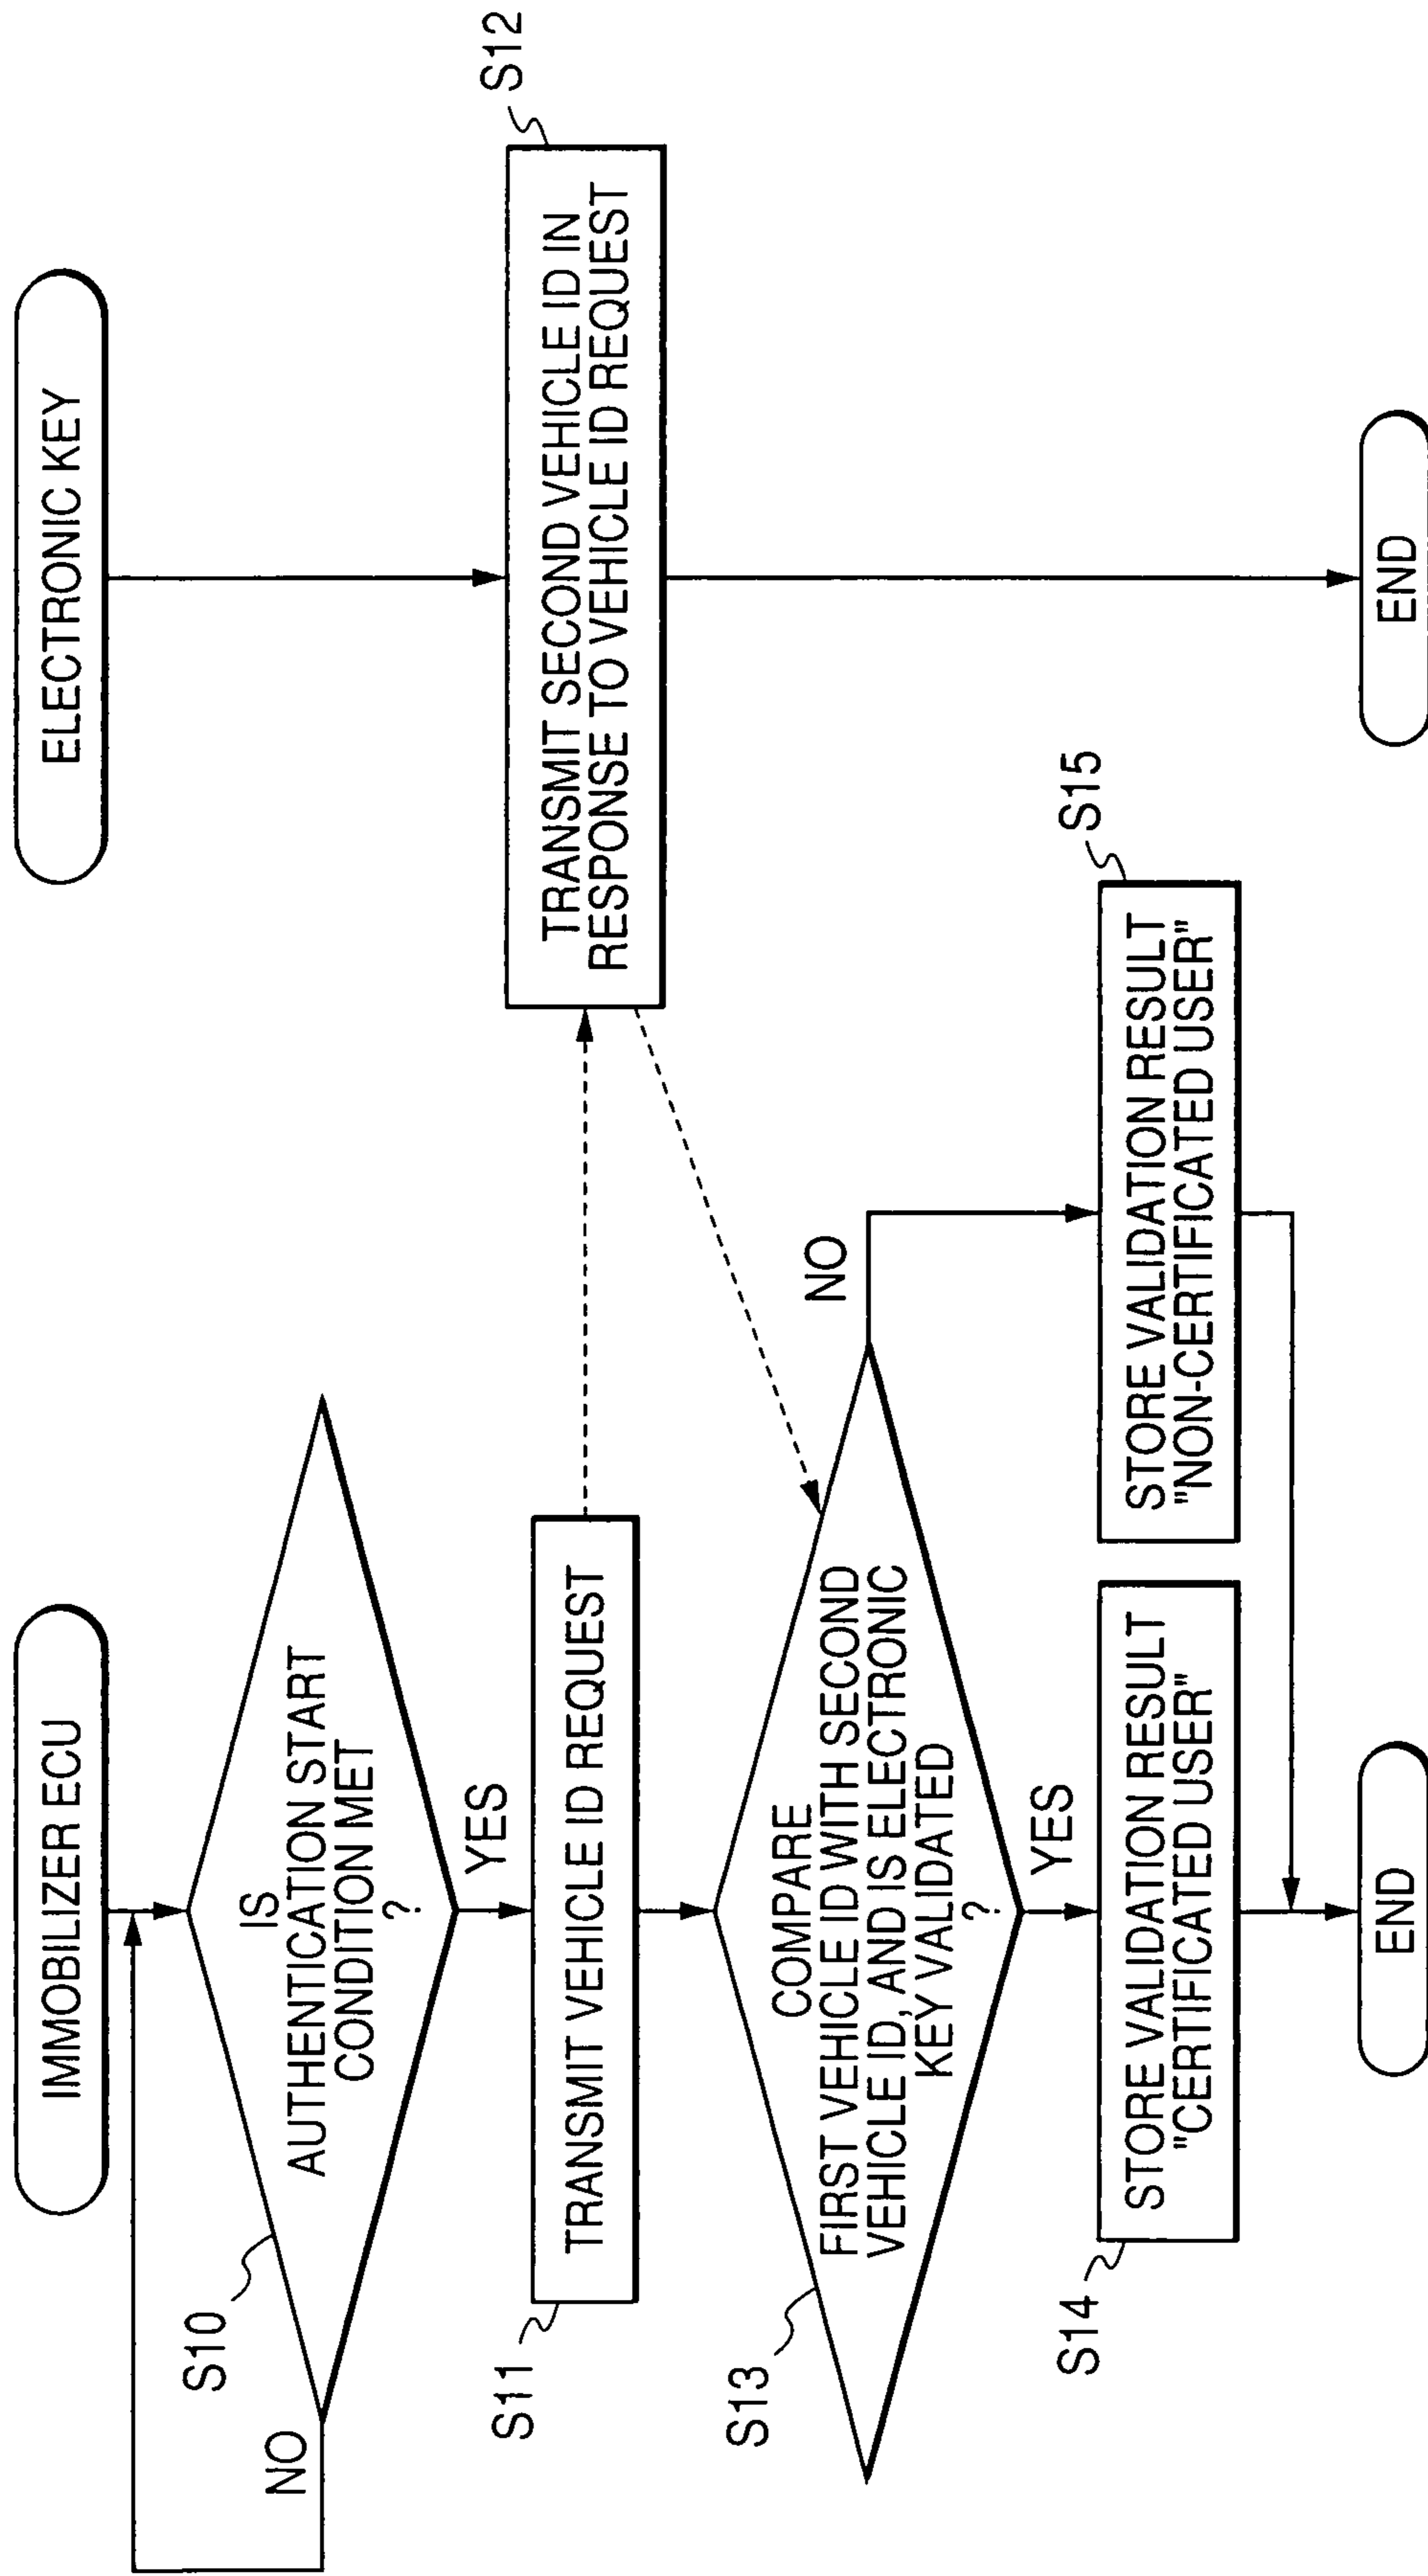 IMMOBILIZER ECU
ELECTRONIC KEY
S10
IS
AUTHENTICATION START
CONDITION MET
?
NO
YES
S11
TRANSMIT VEHICLE ID REQUEST
S12
TRANSMIT SECOND VEHICLE ID IN
RESPONSE TO VEHICLE ID REQUEST
S13
COMPARE
FIRST VEHICLE ID WITH SECOND
VEHICLE ID, AND IS ELECTRONIC
KEY VALIDATED
?
NO
YES
S14
STORE VALIDATION RESULT
"CERTIFICATED USER"
S15
STORE VALIDATION RESULT
"NON-CERTIFICATED USER"
END
END